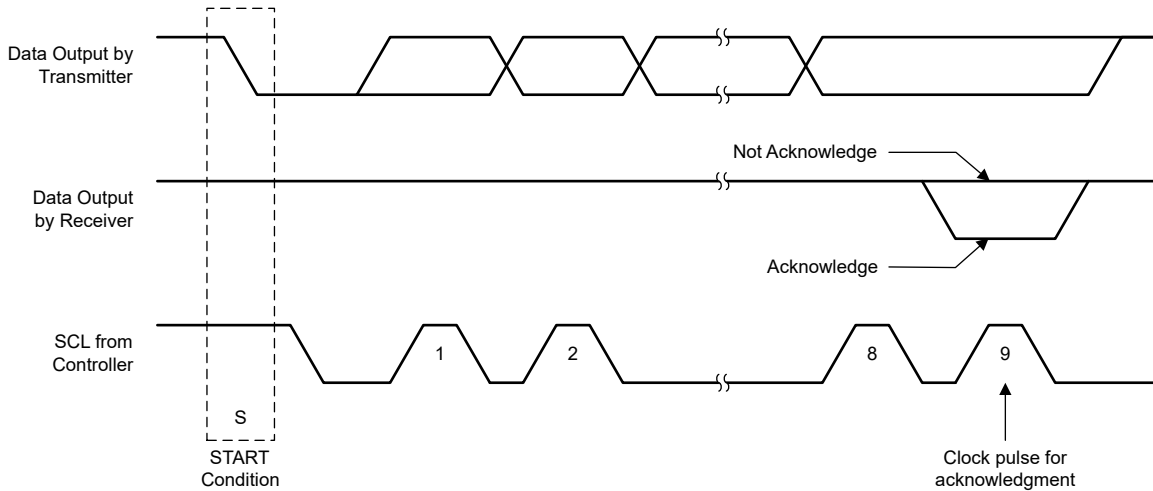 Data Output by
Transmitter
Not Acknowledge
Data Output
by Receiver
Acknowledge
SCL from
Controller
1
2
8
9
S
START
Condition
Clock pulse for
acknowledgment